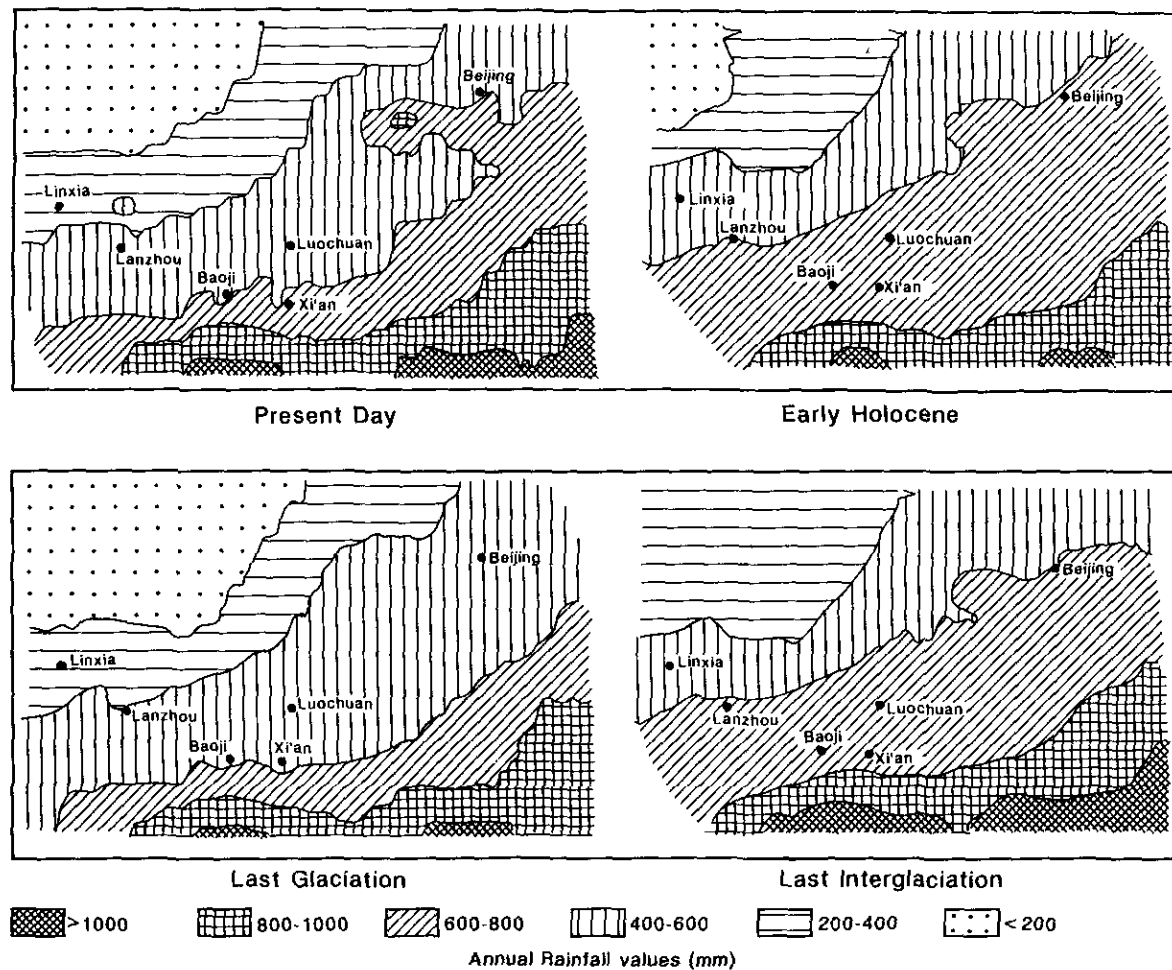 Beijing
Linxia
Lanzhou
Luochuan
Baoji
Xi'an
Present Day
Beijing
Linxia
Lanzhou
Luochuan
Baoji
Xi'an
Early Holocene
Beijing
Linxia
Lanzhou
Luochuan
Baoji
Xi'an
Last Glaciation
Beijing
Linxia
Lanzhou
Luochuan
Baoji
Xi'an
Last Interglaciation
>1000 800-1000 600-800 400-600 200-400 <200
Annual Rainfall values (mm)